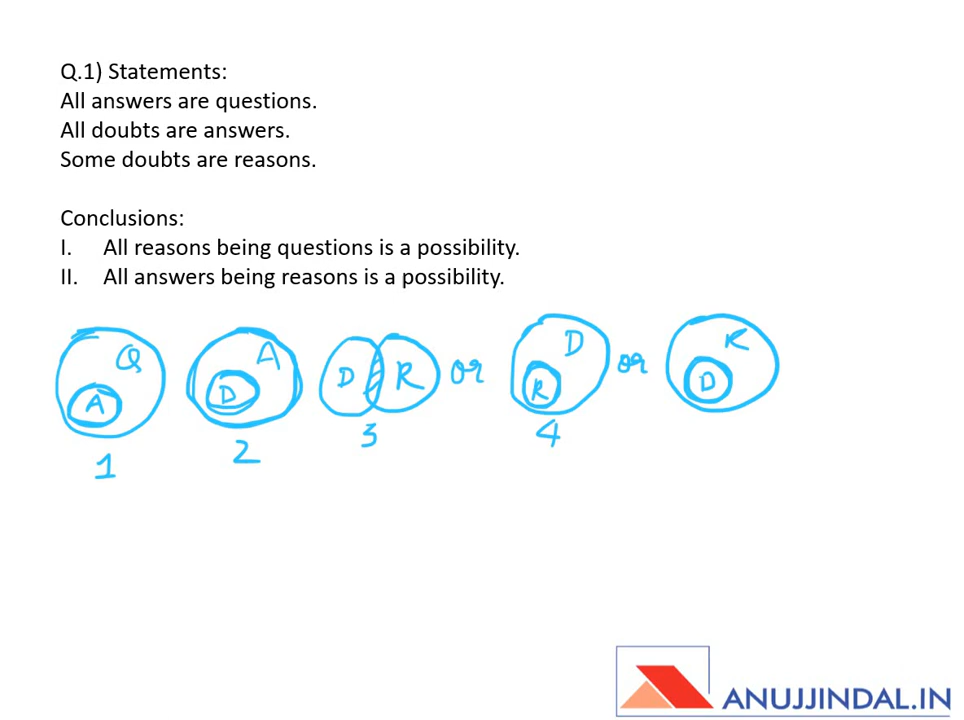 Q.1) Statements:
All answers are questions.
All doubts are answers.
Some doubts are reasons.
Conclusions:
I. All reasons being questions is a possibility.
II. All answers being reasons is a possibility.
Q A A D D R or D R or R D
1 2 3 4
ANUJJINDAL.IN